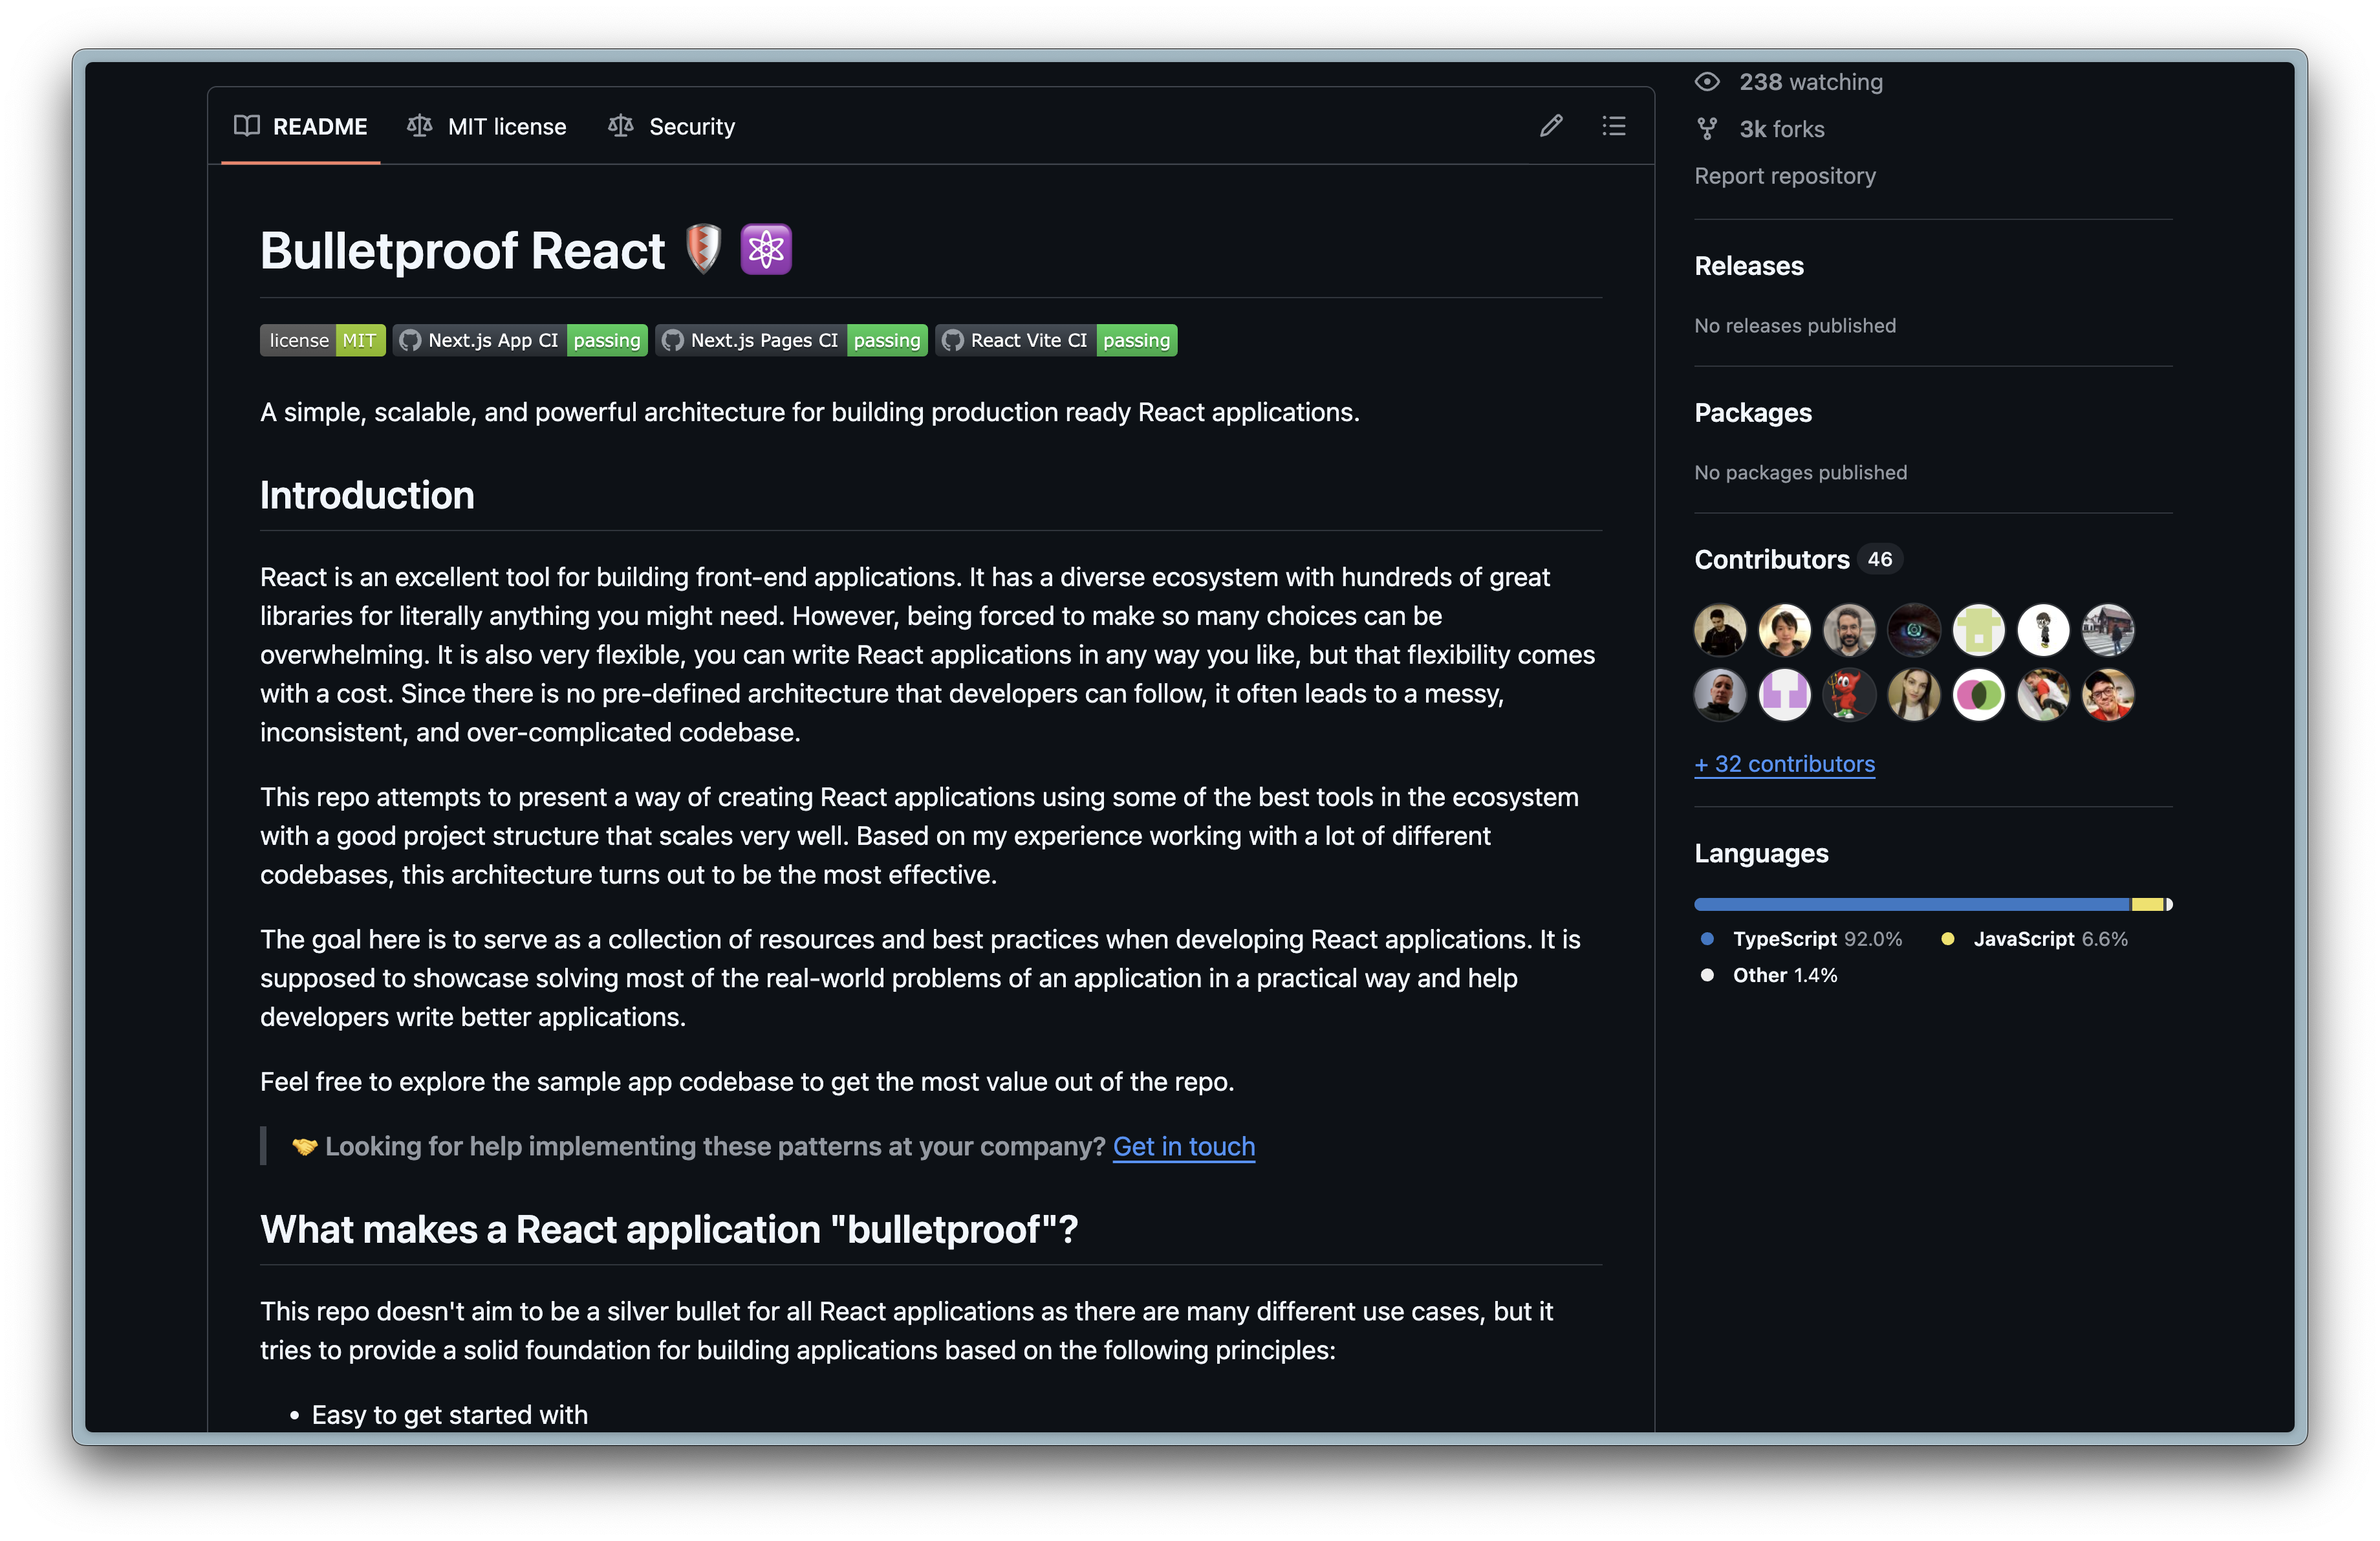 README
MIT license
Security
Bulletproof React 🛡️ ⚛️
license MIT
Next.js App CI passing
Next.js Pages CI passing
React Vite CI passing
A simple, scalable, and powerful architecture for building production ready React applications.
Introduction
React is an excellent tool for building front-end applications. It has a diverse ecosystem with hundreds of great
libraries for literally anything you might need. However, being forced to make so many choices can be
overwhelming. It is also very flexible, you can write React applications in any way you like, but that flexibility comes
with a cost. Since there is no pre-defined architecture that developers can follow, it often leads to a messy,
inconsistent, and over-complicated codebase.
This repo attempts to present a way of creating React applications using some of the best tools in the ecosystem
with a good project structure that scales very well. Based on my experience working with a lot of different
codebases, this architecture turns out to be the most effective.
The goal here is to serve as a collection of resources and best practices when developing React applications. It is
supposed to showcase solving most of the real-world problems of an application in a practical way and help
developers write better applications.
Feel free to explore the sample app codebase to get the most value out of the repo.
🤝 Looking for help implementing these patterns at your company? Get in touch
What makes a React application "bulletproof"?
This repo doesn't aim to be a silver bullet for all React applications as there are many different use cases, but it
tries to provide a solid foundation for building applications based on the following principles:
• Easy to get started with
238 watching
3k forks
Report repository
Releases
No releases published
Packages
No packages published
Contributors 46
+ 32 contributors
Languages
TypeScript 92.0%
JavaScript 6.6%
Other 1.4%